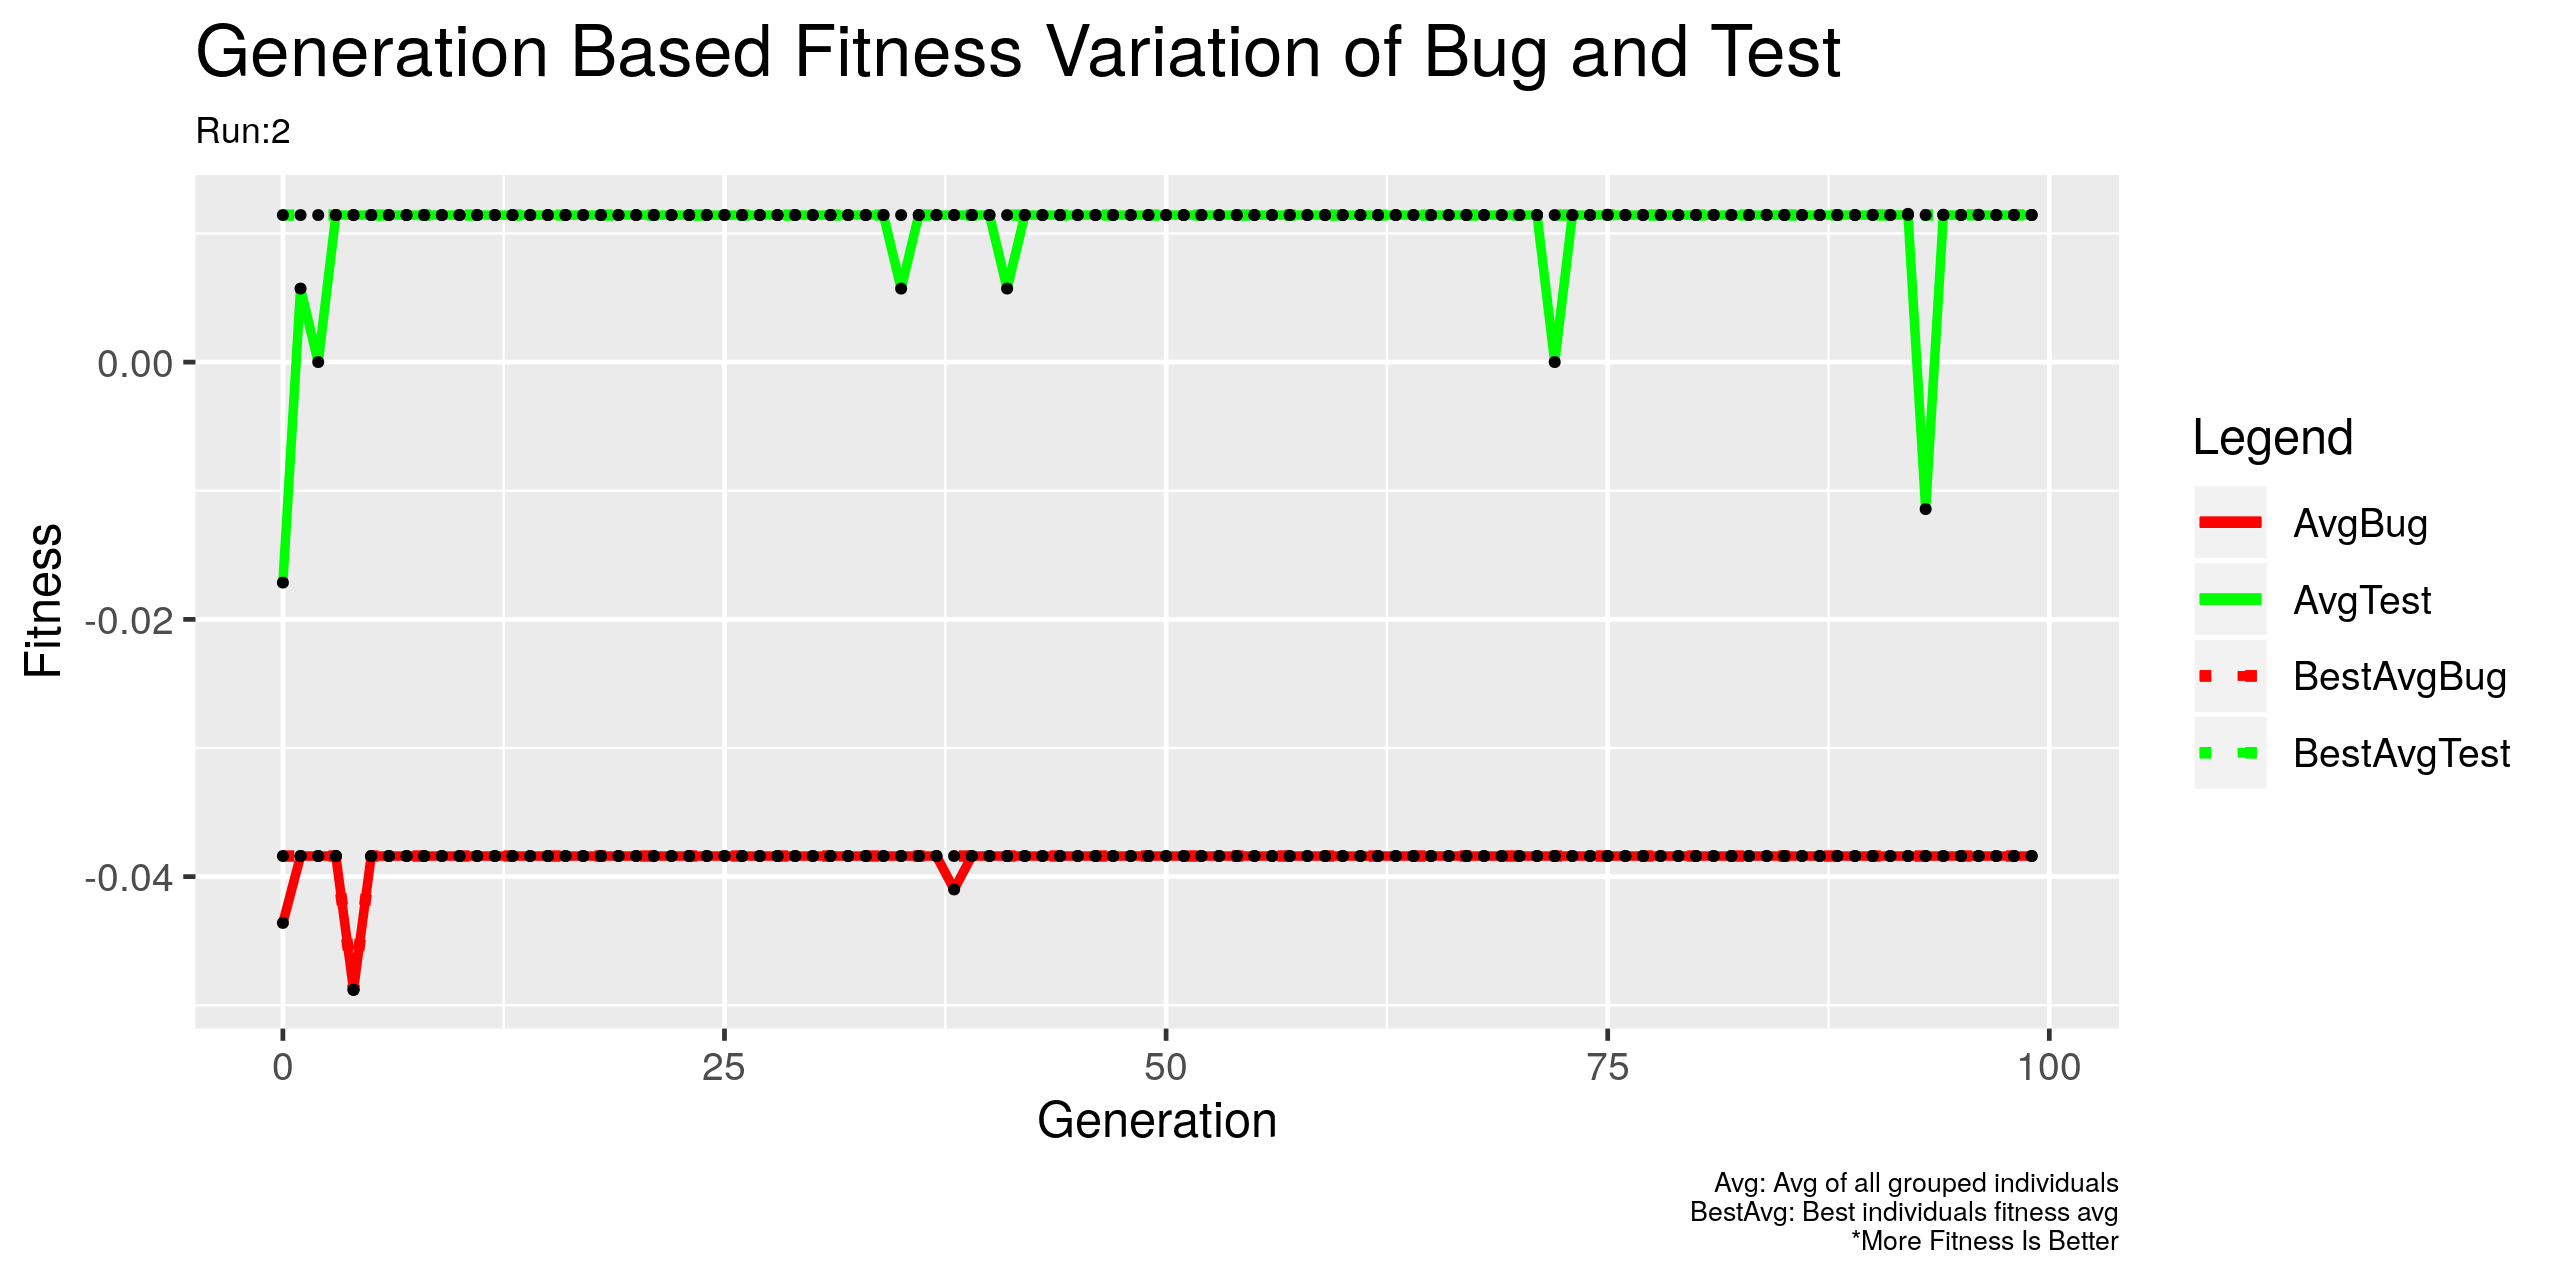 Generation Based Fitness Variation of Bug and Test
Run:2
Fitness
0.00
-0.02
-0.04
0
25
50
75
100
Generation
Legend
AvgBug
AvgTest
BestAvgBug
BestAvgTest
Avg: Avg of all grouped individuals
BestAvg: Best individuals fitness avg
*More Fitness Is Better